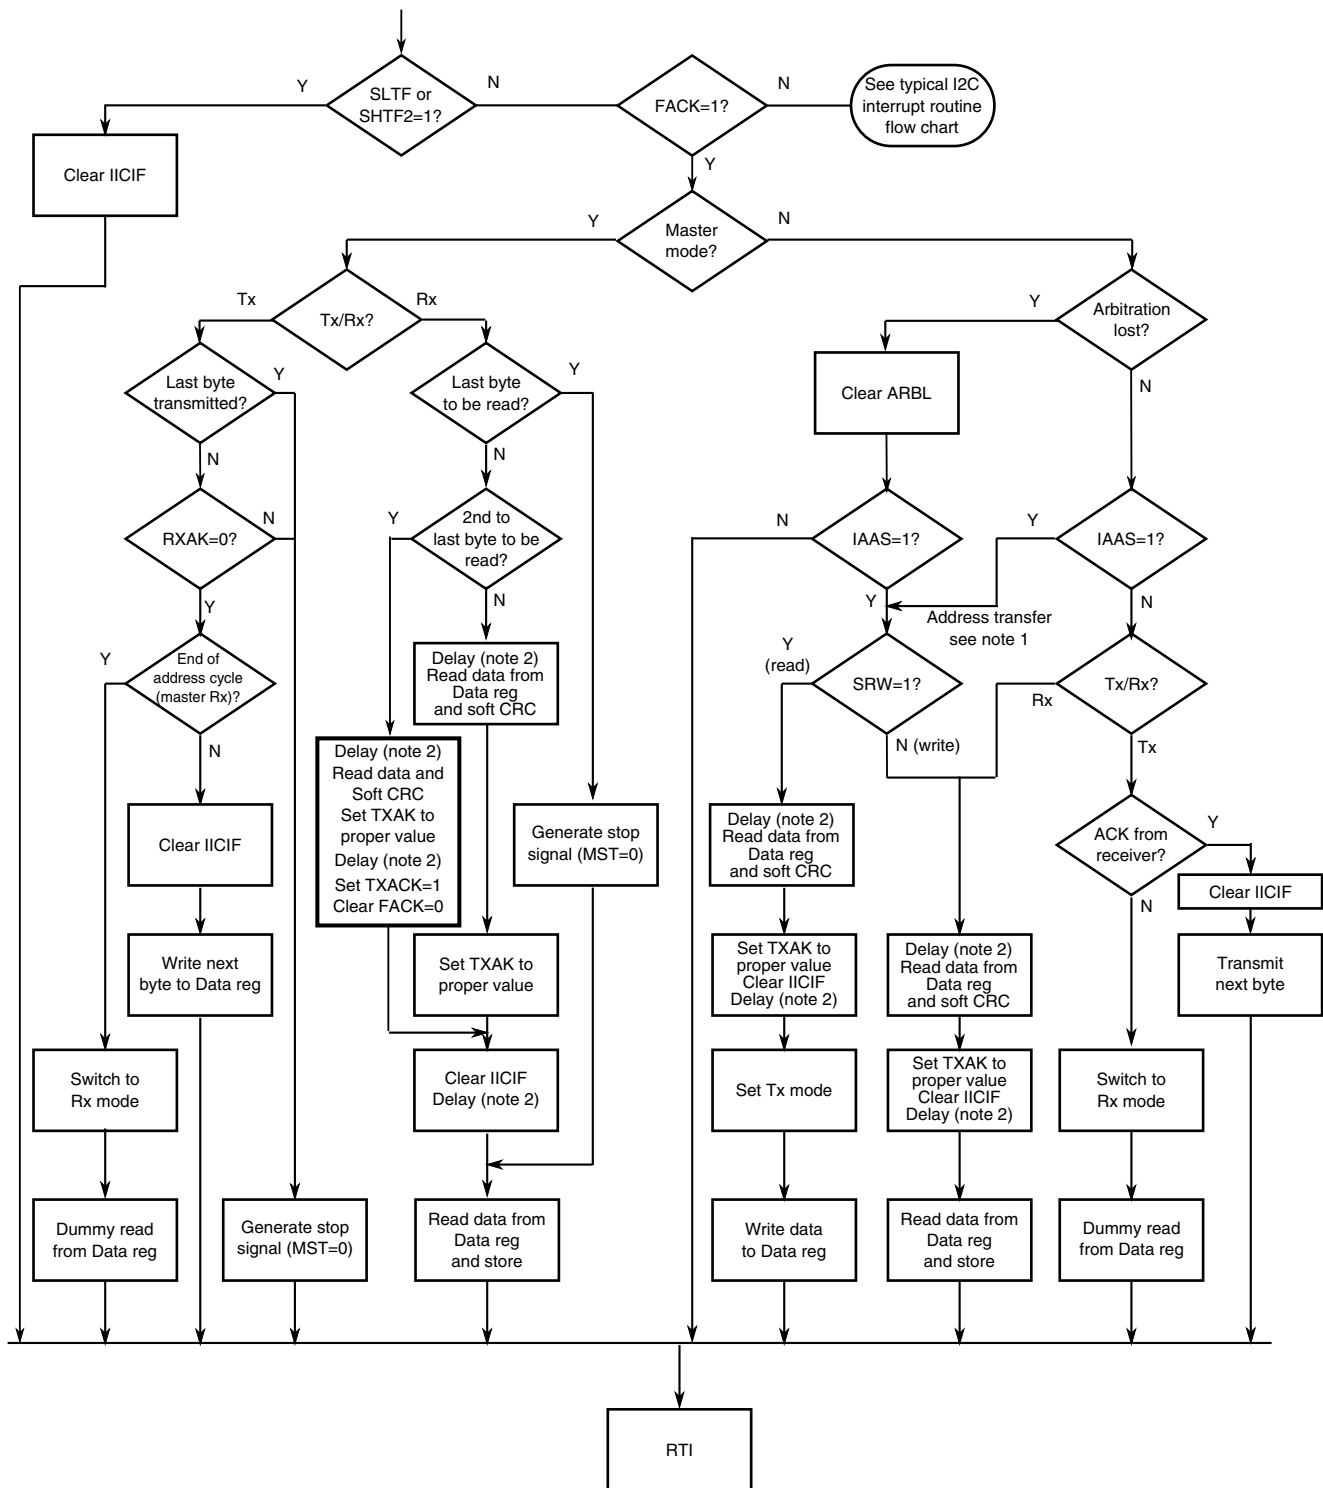 Y
SLTF or
SHTF2=1?
N
FACK=1?
N
See typical I2C
interrupt routine
flow chart
Clear IICIF
Y
Y
Master
mode?
N
Tx
Tx/Rx?
Rx
Y
Arbitration
lost?
Last byte
transmitted?
Y
Last byte
to be read?
Y
Clear ARBL
N
N
N
RXAK=0?
N
Y
2nd to
last byte to be
read?
N
IAAS=1?
Y
IAAS=1?
Y
N
Y
Address transfer
see note 1
N
Y
End of
address cycle
(master Rx)?
Delay (note 2)
Read data from
Data reg
and soft CRC
Y
(read)
SRW=1?
Rx
Tx/Rx?
N
N (write)
Tx
Delay (note 2)
Read data and
Soft CRC
Set TXAK to
proper value
Delay (note 2)
Set TXACK=1
Clear FACK=0
Clear IICIF
Generate stop
signal (MST=0)
Delay (note 2)
Read data from
Data reg
and soft CRC
ACK from
receiver?
Y
Clear IICIF
N
Write next
byte to Data reg
Set TXAK to
proper value
Set TXAK to
proper value
Clear IICIF
Delay (note 2)
Delay (note 2)
Read data from
Data reg
and soft CRC
Transmit
next byte
Switch to
Rx mode
Clear IICIF
Delay (note 2)
Set Tx mode
Set TXAK to
proper value
Clear IICIF
Delay (note 2)
Switch to
Rx mode
Dummy read
from Data reg
Generate stop
signal (MST=0)
Read data from
Data reg
and store
Write data
to Data reg
Read data from
Data reg
and store
Dummy read
from Data reg
RTI